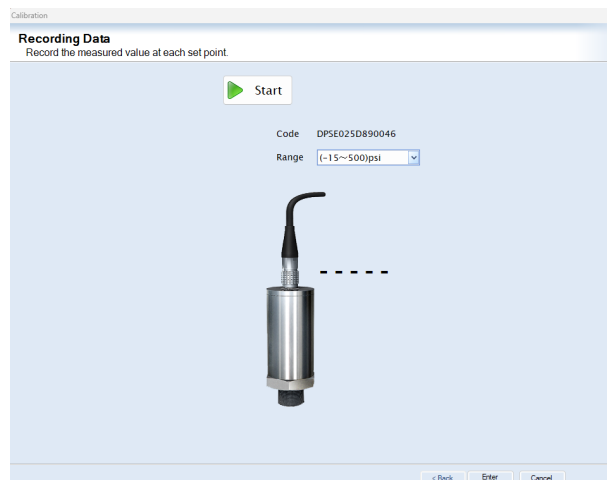 Calibration
Recording Data
Record the measured value at each set point.
Start
Code DPSE025D890046
Range (-15~500)psi
- - - - -
< Back Enter Cancel